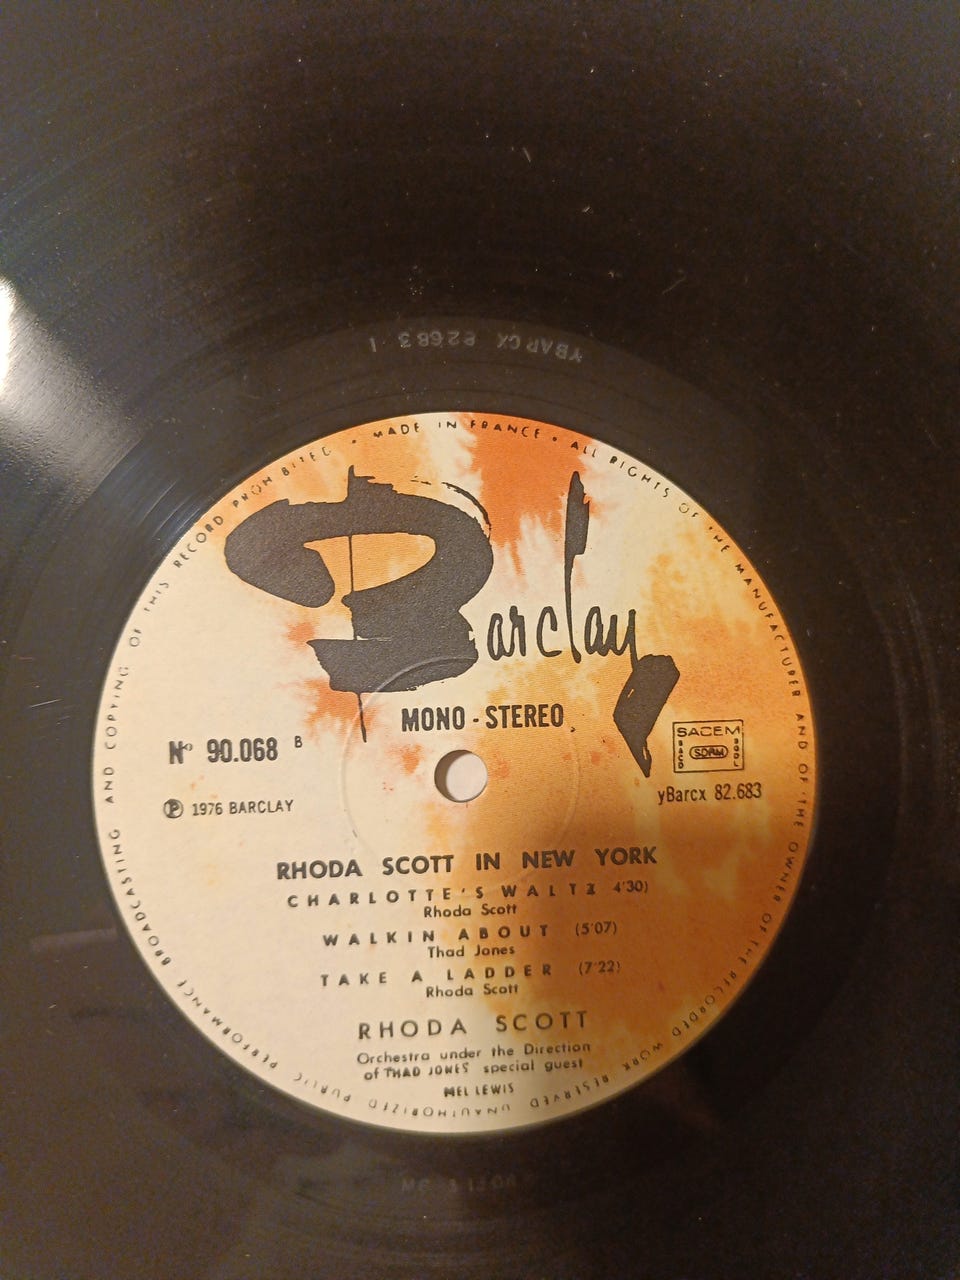 YBARCX 82683 1
MADE IN FRANCE • ALL RIGHTS OF THE MANUFACTURER AND OF THE OWNER OF THE RECORDED WORK RESERVED UNAUTHORIZED PUBLIC PERFORMANCE BROADCASTING AND COPYING OF THIS RECORD PROHIBITED •
Barclay
MONO - STEREO
N° 90.068 B
SACEM
SACD SDRM SGDL
℗ 1976 BARCLAY
yBarcx 82.683
RHODA SCOTT IN NEW YORK
CHARLOTTE'S WALTZ 4'30)
Rhoda Scott
WALKIN ABOUT (5'07)
Thad Jones
TAKE A LADDER (7'22)
Rhoda Scott
RHODA SCOTT
Orchestra under the Direction
of THAD JONES special guest
MEL LEWIS